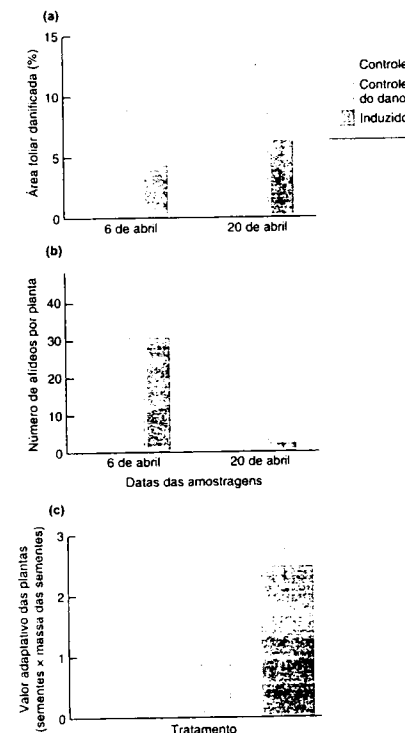 (a)
15
10
5
0
Área foliar danificada (%)
6 de abril
20 de abril
Controle
Controle
do dano
Induzido
(b)
40
30
20
10
0
Número de afídeos por planta
6 de abril
20 de abril
Datas das amostragens
(c)
3
2
1
0
Valor adaptativo das plantas
(sementes x massa das sementes)
Tratamento